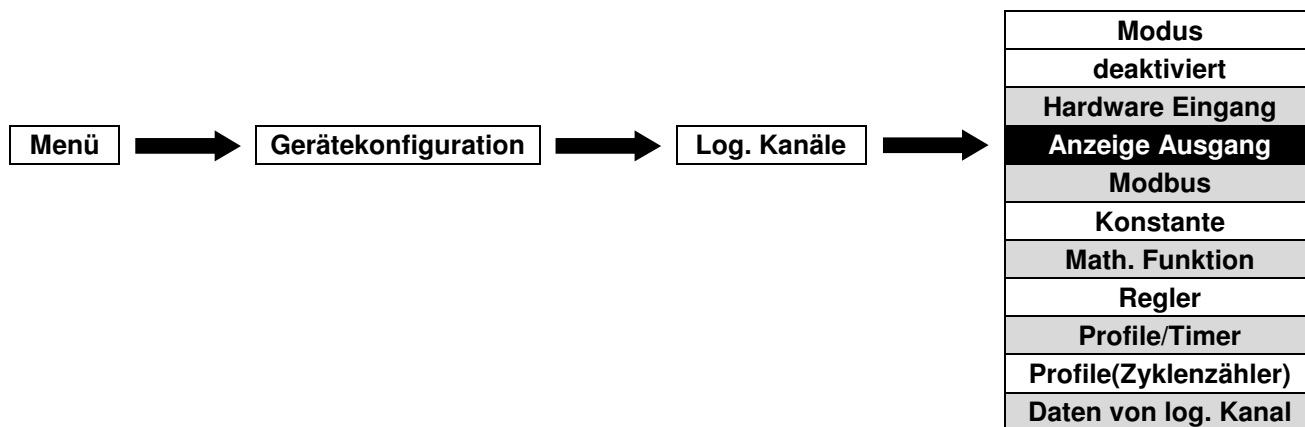 Menü
Gerätekonfiguration
Log. Kanäle
Modus
deaktiviert
Hardware Eingang
Anzeige Ausgang
Modbus
Konstante
Math. Funktion
Regler
Profile/Timer
Profile(Zyklenzähler)
Daten von log. Kanal